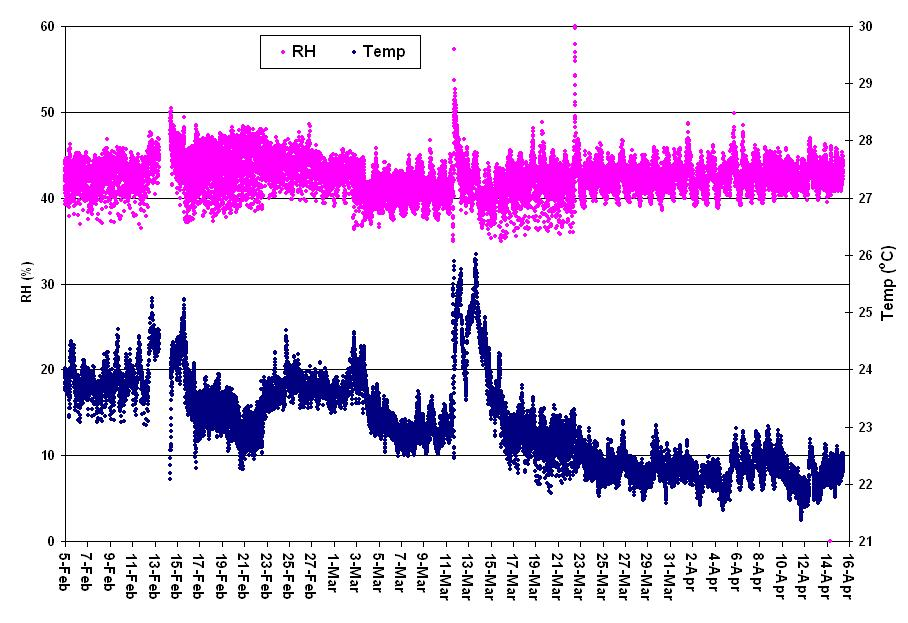 RH Temp
60
50
40
30
20
10
0
RH (%)
30
29
28
27
26
25
24
23
22
21
Temp (°C)
5-Feb
7-Feb
9-Feb
11-Feb
13-Feb
15-Feb
17-Feb
19-Feb
21-Feb
23-Feb
25-Feb
27-Feb
1-Mar
3-Mar
5-Mar
7-Mar
9-Mar
11-Mar
13-Mar
15-Mar
17-Mar
19-Mar
21-Mar
23-Mar
25-Mar
27-Mar
29-Mar
31-Mar
2-Apr
4-Apr
6-Apr
8-Apr
10-Apr
12-Apr
14-Apr
16-Apr